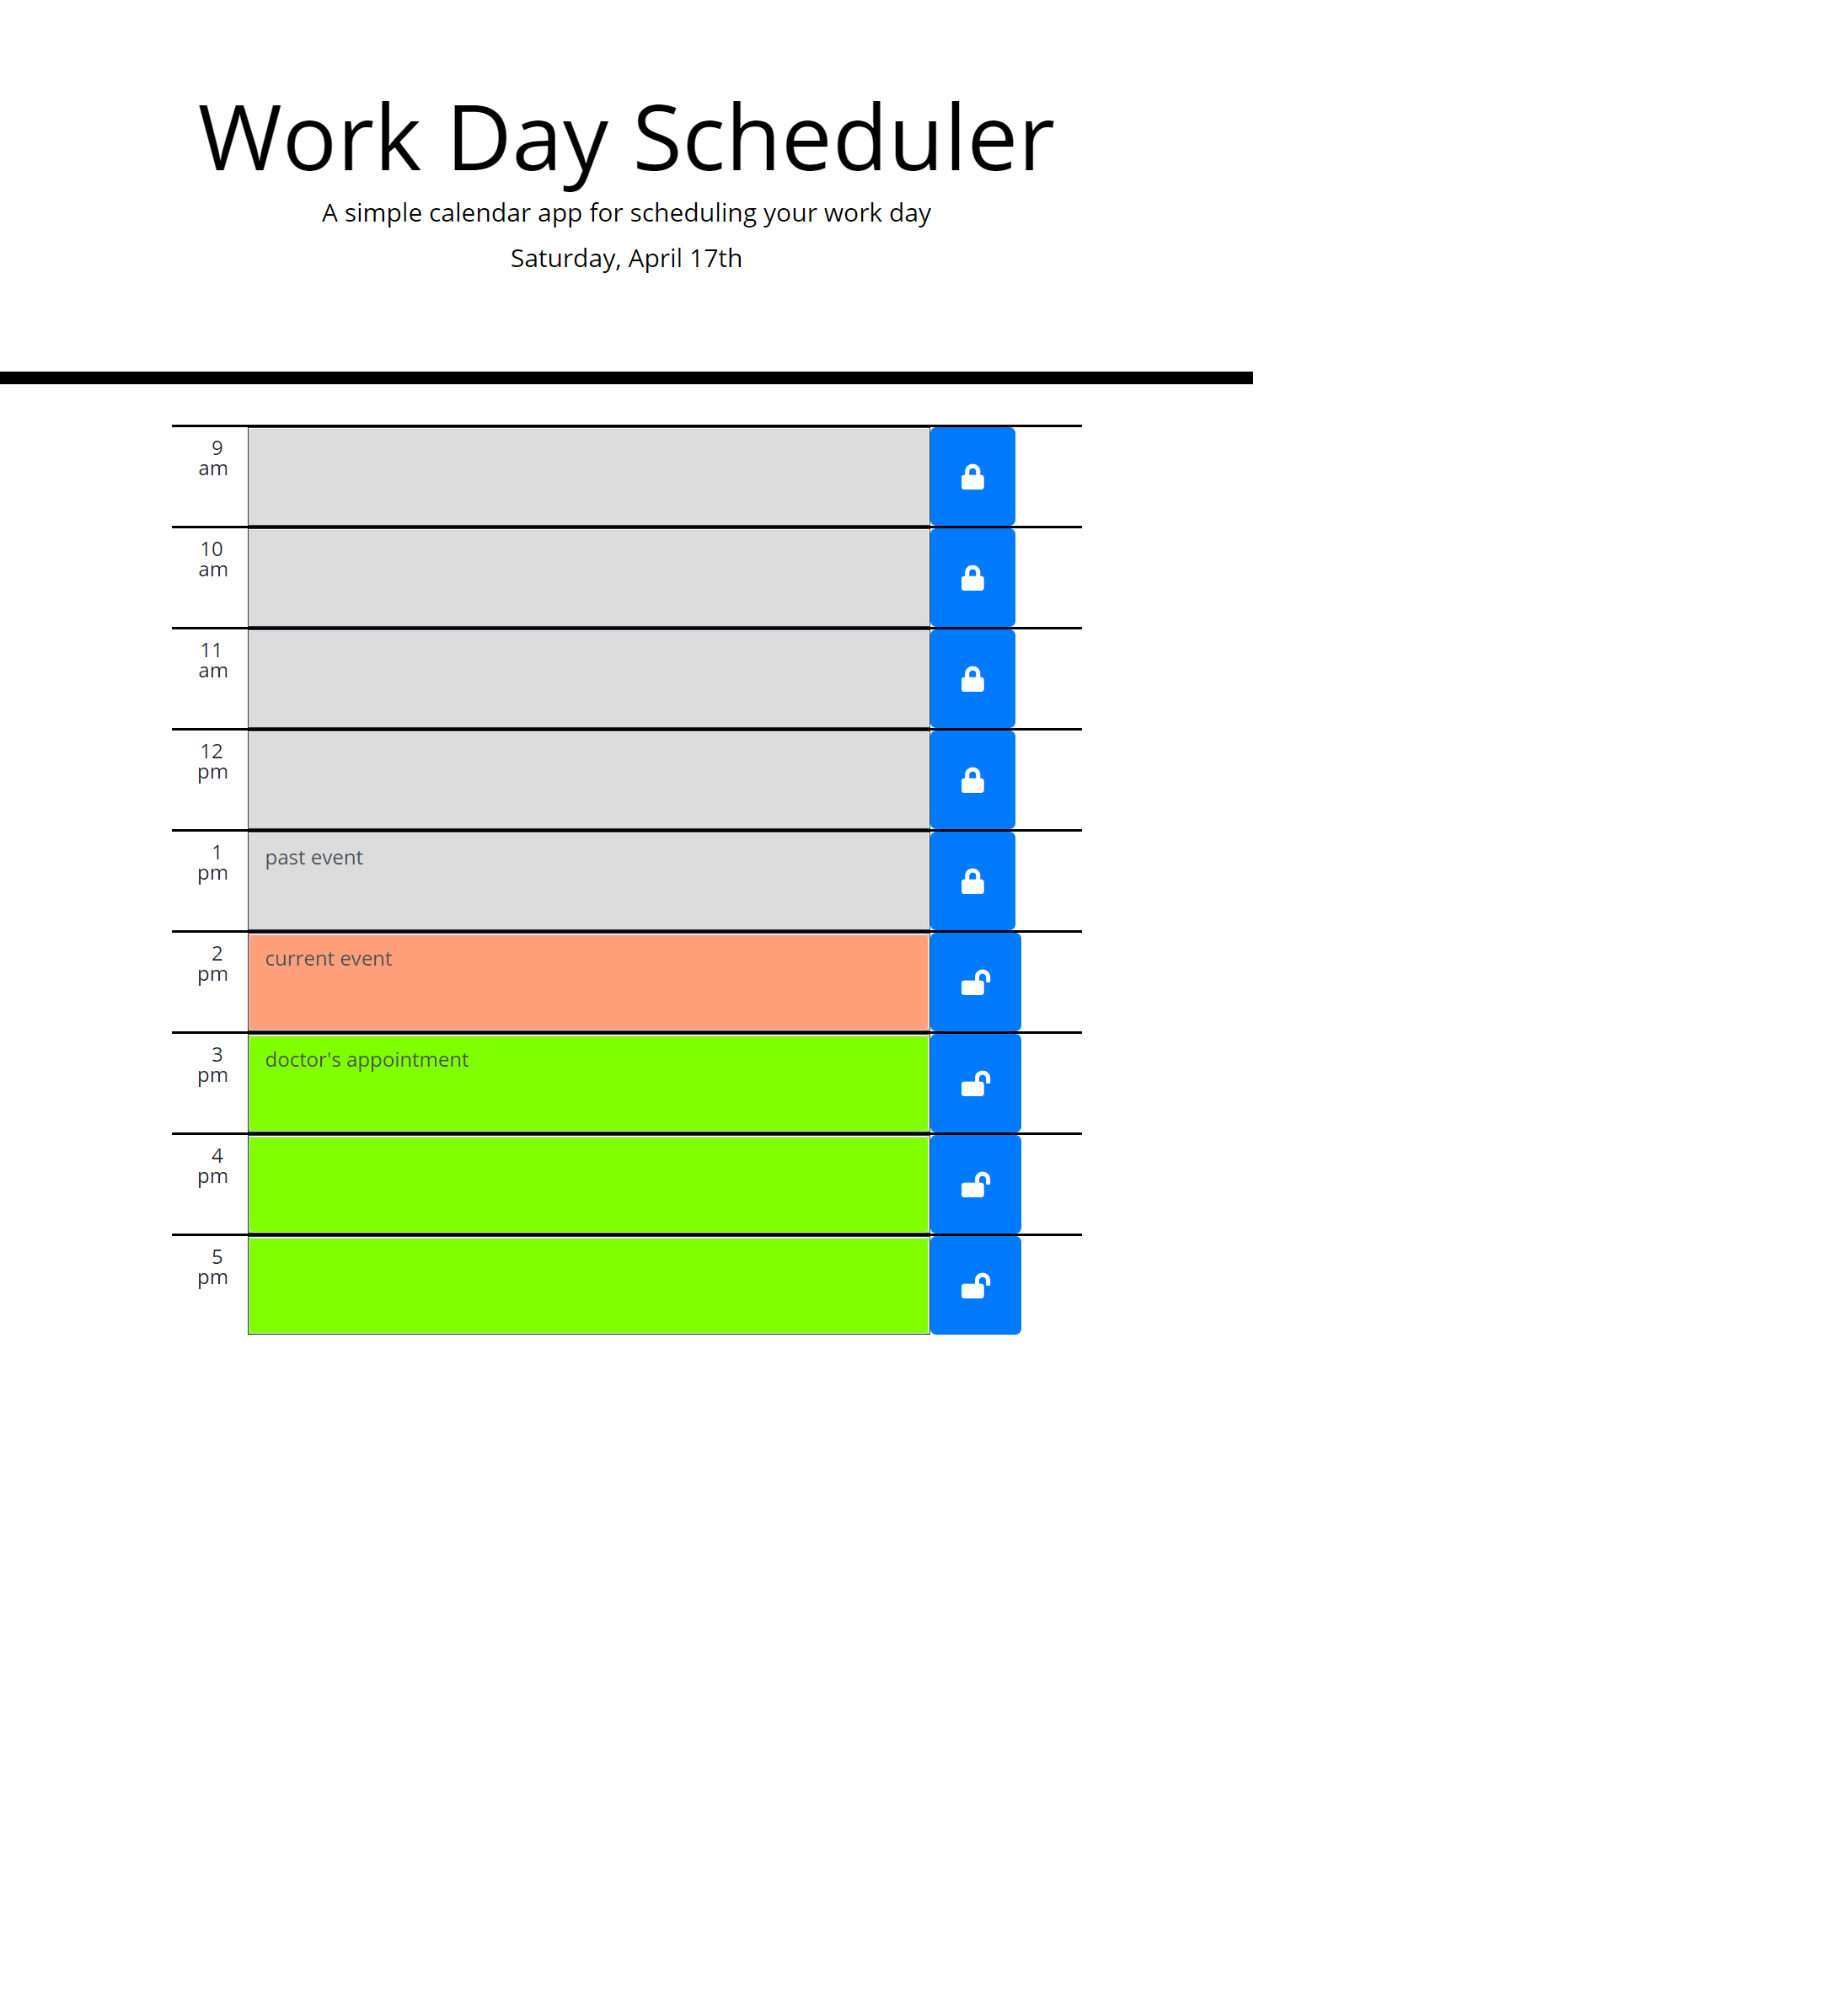 Work Day Scheduler
A simple calendar app for scheduling your work day
Saturday, April 17th
9
am
10
am
11
am
12
pm
1
pm
past event
2
pm
current event
3
pm
doctor's appointment
4
pm
5
pm